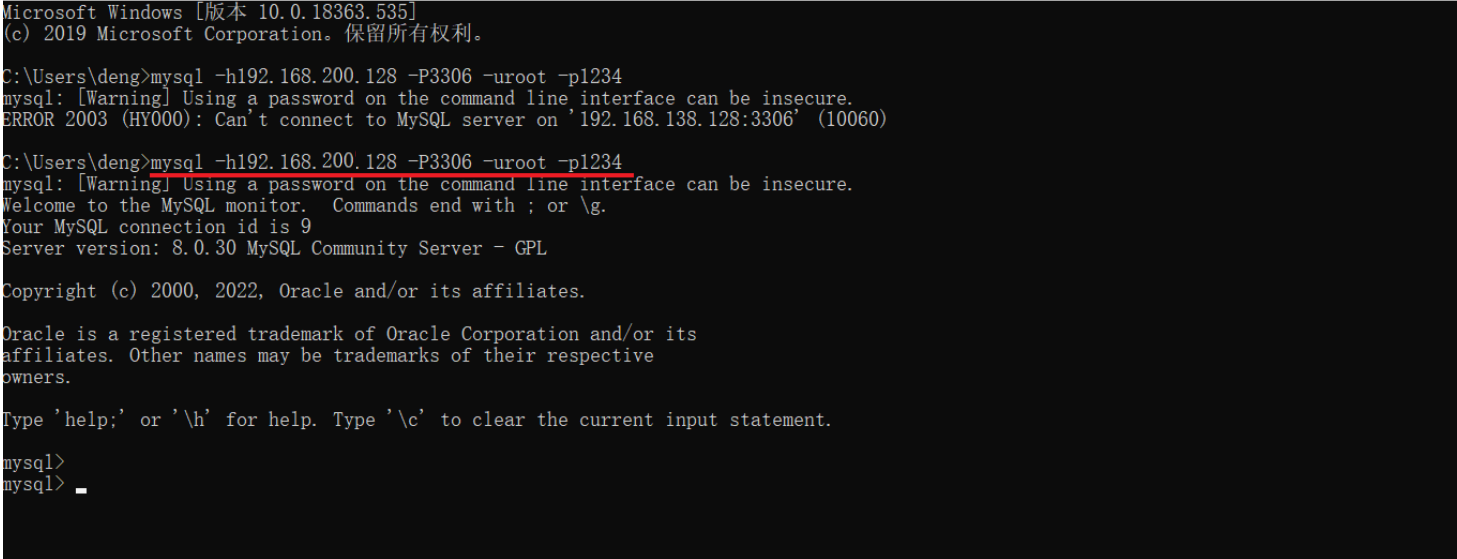 Microsoft Windows [版本 10.0.18363.535]
(c) 2019 Microsoft Corporation。保留所有权利。
C:\Users\deng>mysql -h192.168.200.128 -P3306 -uroot -p1234
mysql: [Warning] Using a password on the command line interface can be insecure.
ERROR 2003 (HY000): Can't connect to MySQL server on '192.168.138.128:3306' (10060)
C:\Users\deng>mysql -h192.168.200.128 -P3306 -uroot -p1234
mysql: [Warning] Using a password on the command line interface can be insecure.
Welcome to the MySQL monitor.  Commands end with ; or \g.
Your MySQL connection id is 9
Server version: 8.0.30 MySQL Community Server - GPL
Copyright (c) 2000, 2022, Oracle and/or its affiliates.
Oracle is a registered trademark of Oracle Corporation and/or its
affiliates. Other names may be trademarks of their respective
owners.
Type 'help;' or '\h' for help. Type '\c' to clear the current input statement.
mysql>
mysql>